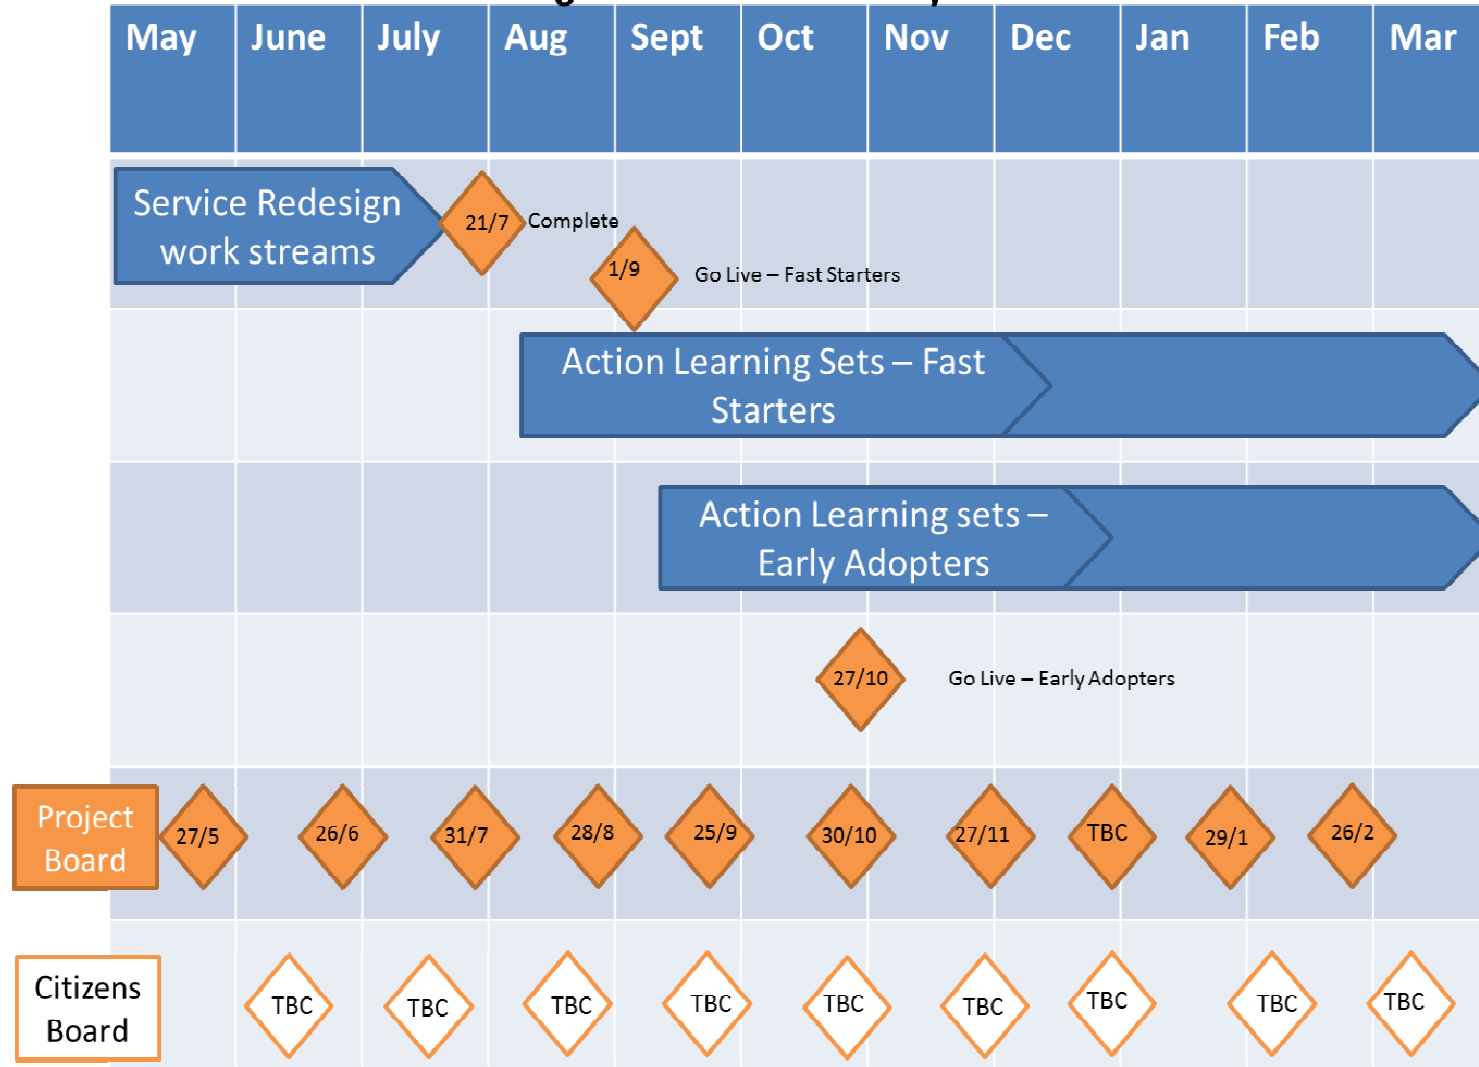 May June July Aug Sept Oct Nov Dec Jan Feb Mar
Service Redesign
work streams
21/7
Complete
1/9
Go Live – Fast Starters
Action Learning Sets – Fast
Starters
Action Learning sets –
Early Adopters
27/10
Go Live – Early Adopters
Project
Board
27/5 26/6 31/7 28/8 25/9 30/10 27/11 TBC 29/1 26/2
Citizens
Board
TBC TBC TBC TBC TBC TBC TBC TBC TBC